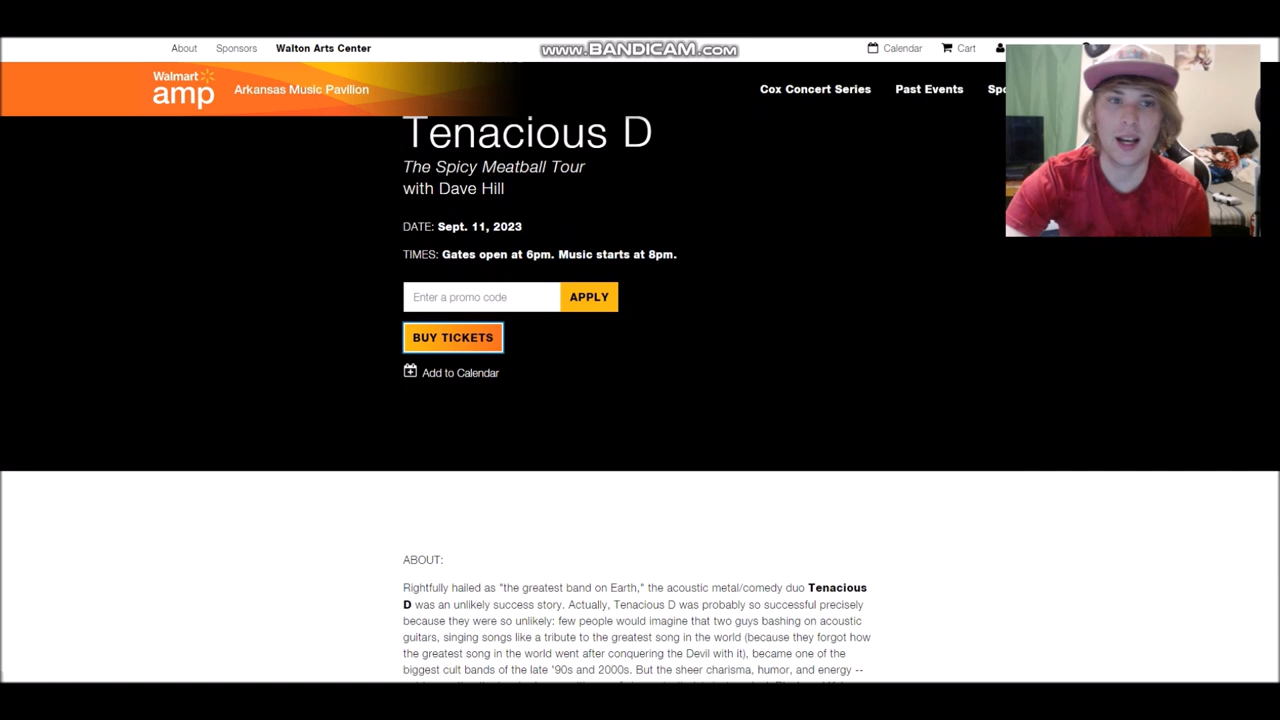 About Sponsors Walton Arts Center www.BANDICAM.com Calendar Cart
Walmart
amp Arkansas Music Pavilion Cox Concert Series Past Events
Tenacious D
The Spicy Meatball Tour
with Dave Hill
DATE: Sept. 11, 2023
TIMES: Gates open at 6pm. Music starts at 8pm.
Enter a promo code APPLY
BUY TICKETS
Add to Calendar
ABOUT:
Rightfully hailed as "the greatest band on Earth," the acoustic metal/comedy duo Tenacious
D was an unlikely success story. Actually, Tenacious D was probably so successful precisely
because they were so unlikely: few people would imagine that two guys bashing on acoustic
guitars, singing songs like a tribute to the greatest song in the world (because they forgot how
the greatest song in the world went after conquering the Devil with it), became one of the
biggest cult bands of the late '90s and 2000s. But the sheer charisma, humor, and energy --